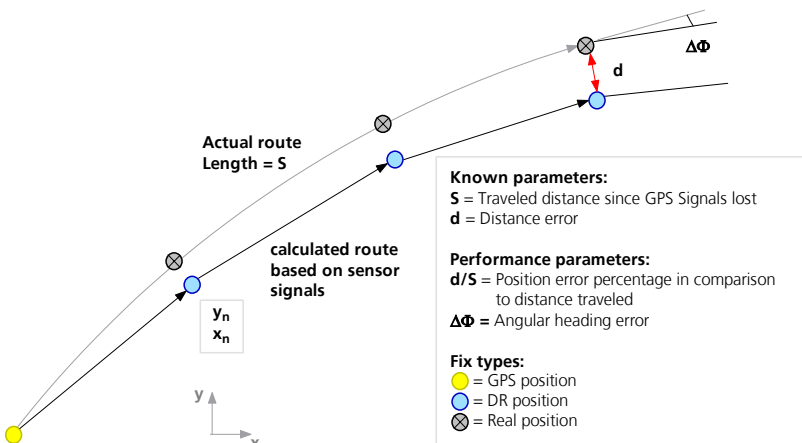 ΔΦ
d
Actual route
Length = S
calculated route
based on sensor
signals
yₙ
xₙ
y
x
Known parameters:
S = Traveled distance since GPS Signals lost
d = Distance error
Performance parameters:
d/S = Position error percentage in comparison
to distance traveled
ΔΦ = Angular heading error
Fix types:
= GPS position
= DR position
= Real position